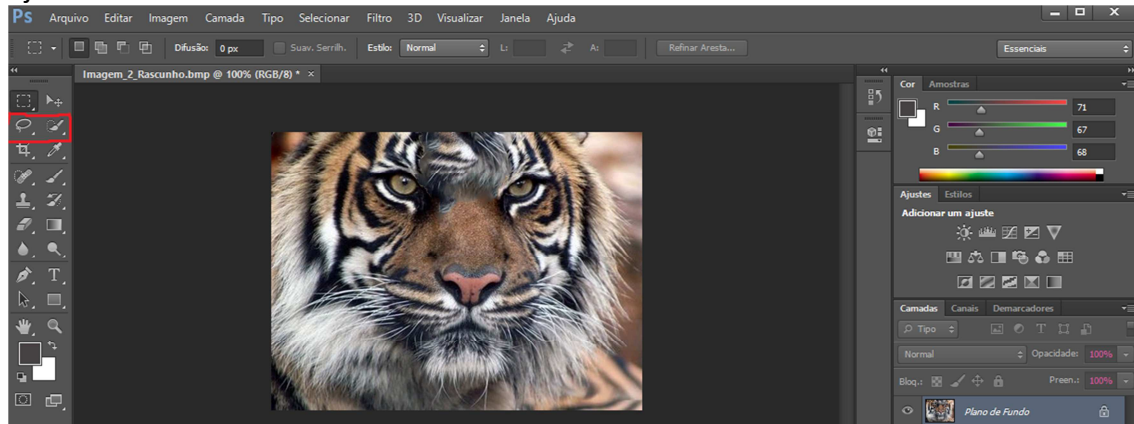 Ps Arquivo Editar Imagem Camada Tipo Selecionar Filtro 3D Visualizar Janela Ajuda
Difusão: 0 px Suav. Serrilh. Estilo: Normal L: A: Refinar Aresta... Essenciais
Imagem_2_Rascunho.bmp @ 100% (RGB/8) * ×
Cor Amostras
R 71
G 67
B 68
Ajustes Estilos
Adicionar um ajuste
Camadas Canais Demarcadores
Tipo
Normal Opacidade: 100%
Bloq.: Preen.: 100%
Plano de Fundo